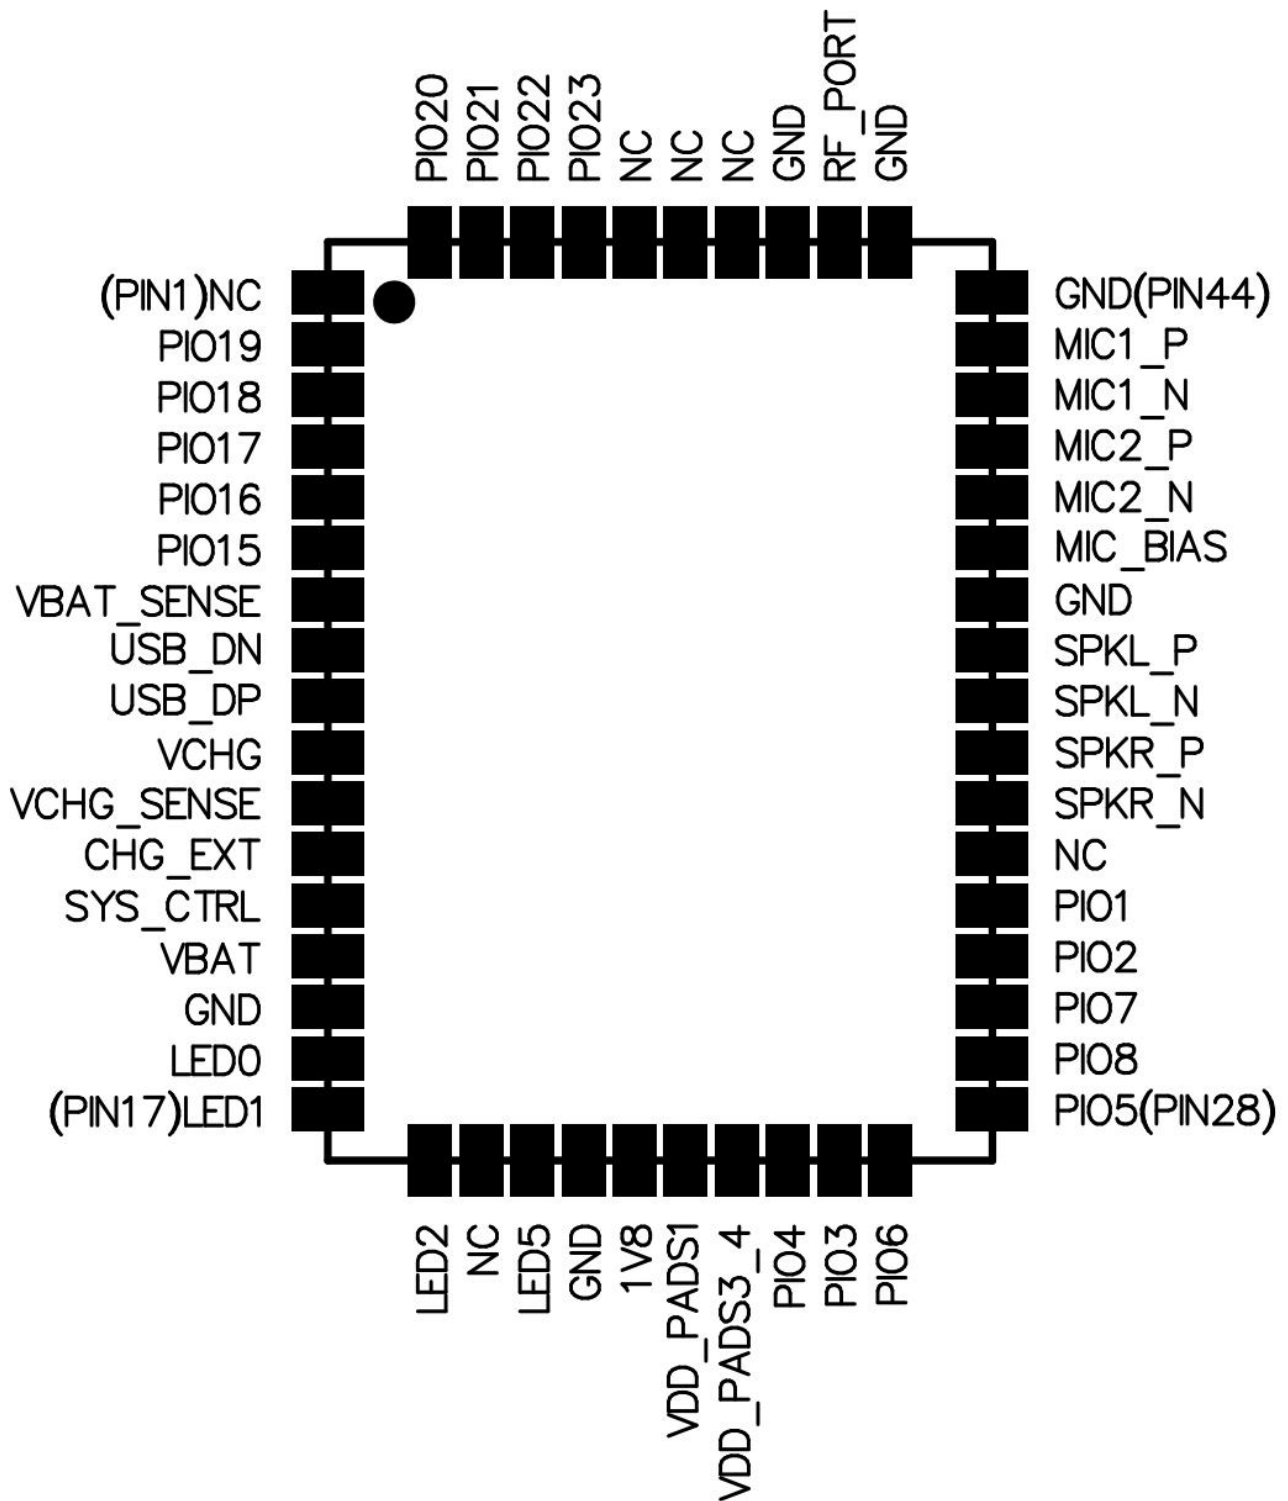 PIO20
PIO21
PIO22
PIO23
NC
NC
NC
GND
RF_PORT
GND
(PIN1)NC
PIO19
PIO18
PIO17
PIO16
PIO15
VBAT_SENSE
USB_DN
USB_DP
VCHG
VCHG_SENSE
CHG_EXT
SYS_CTRL
VBAT
GND
LED0
(PIN17)LED1
GND(PIN44)
MIC1_P
MIC1_N
MIC2_P
MIC2_N
MIC_BIAS
GND
SPKL_P
SPKL_N
SPKR_P
SPKR_N
NC
PIO1
PIO2
PIO7
PIO8
PIO5(PIN28)
LED2
NC
LED5
GND
1V8
VDD_PADS1
VDD_PADS3_4
PIO4
PIO3
PIO6